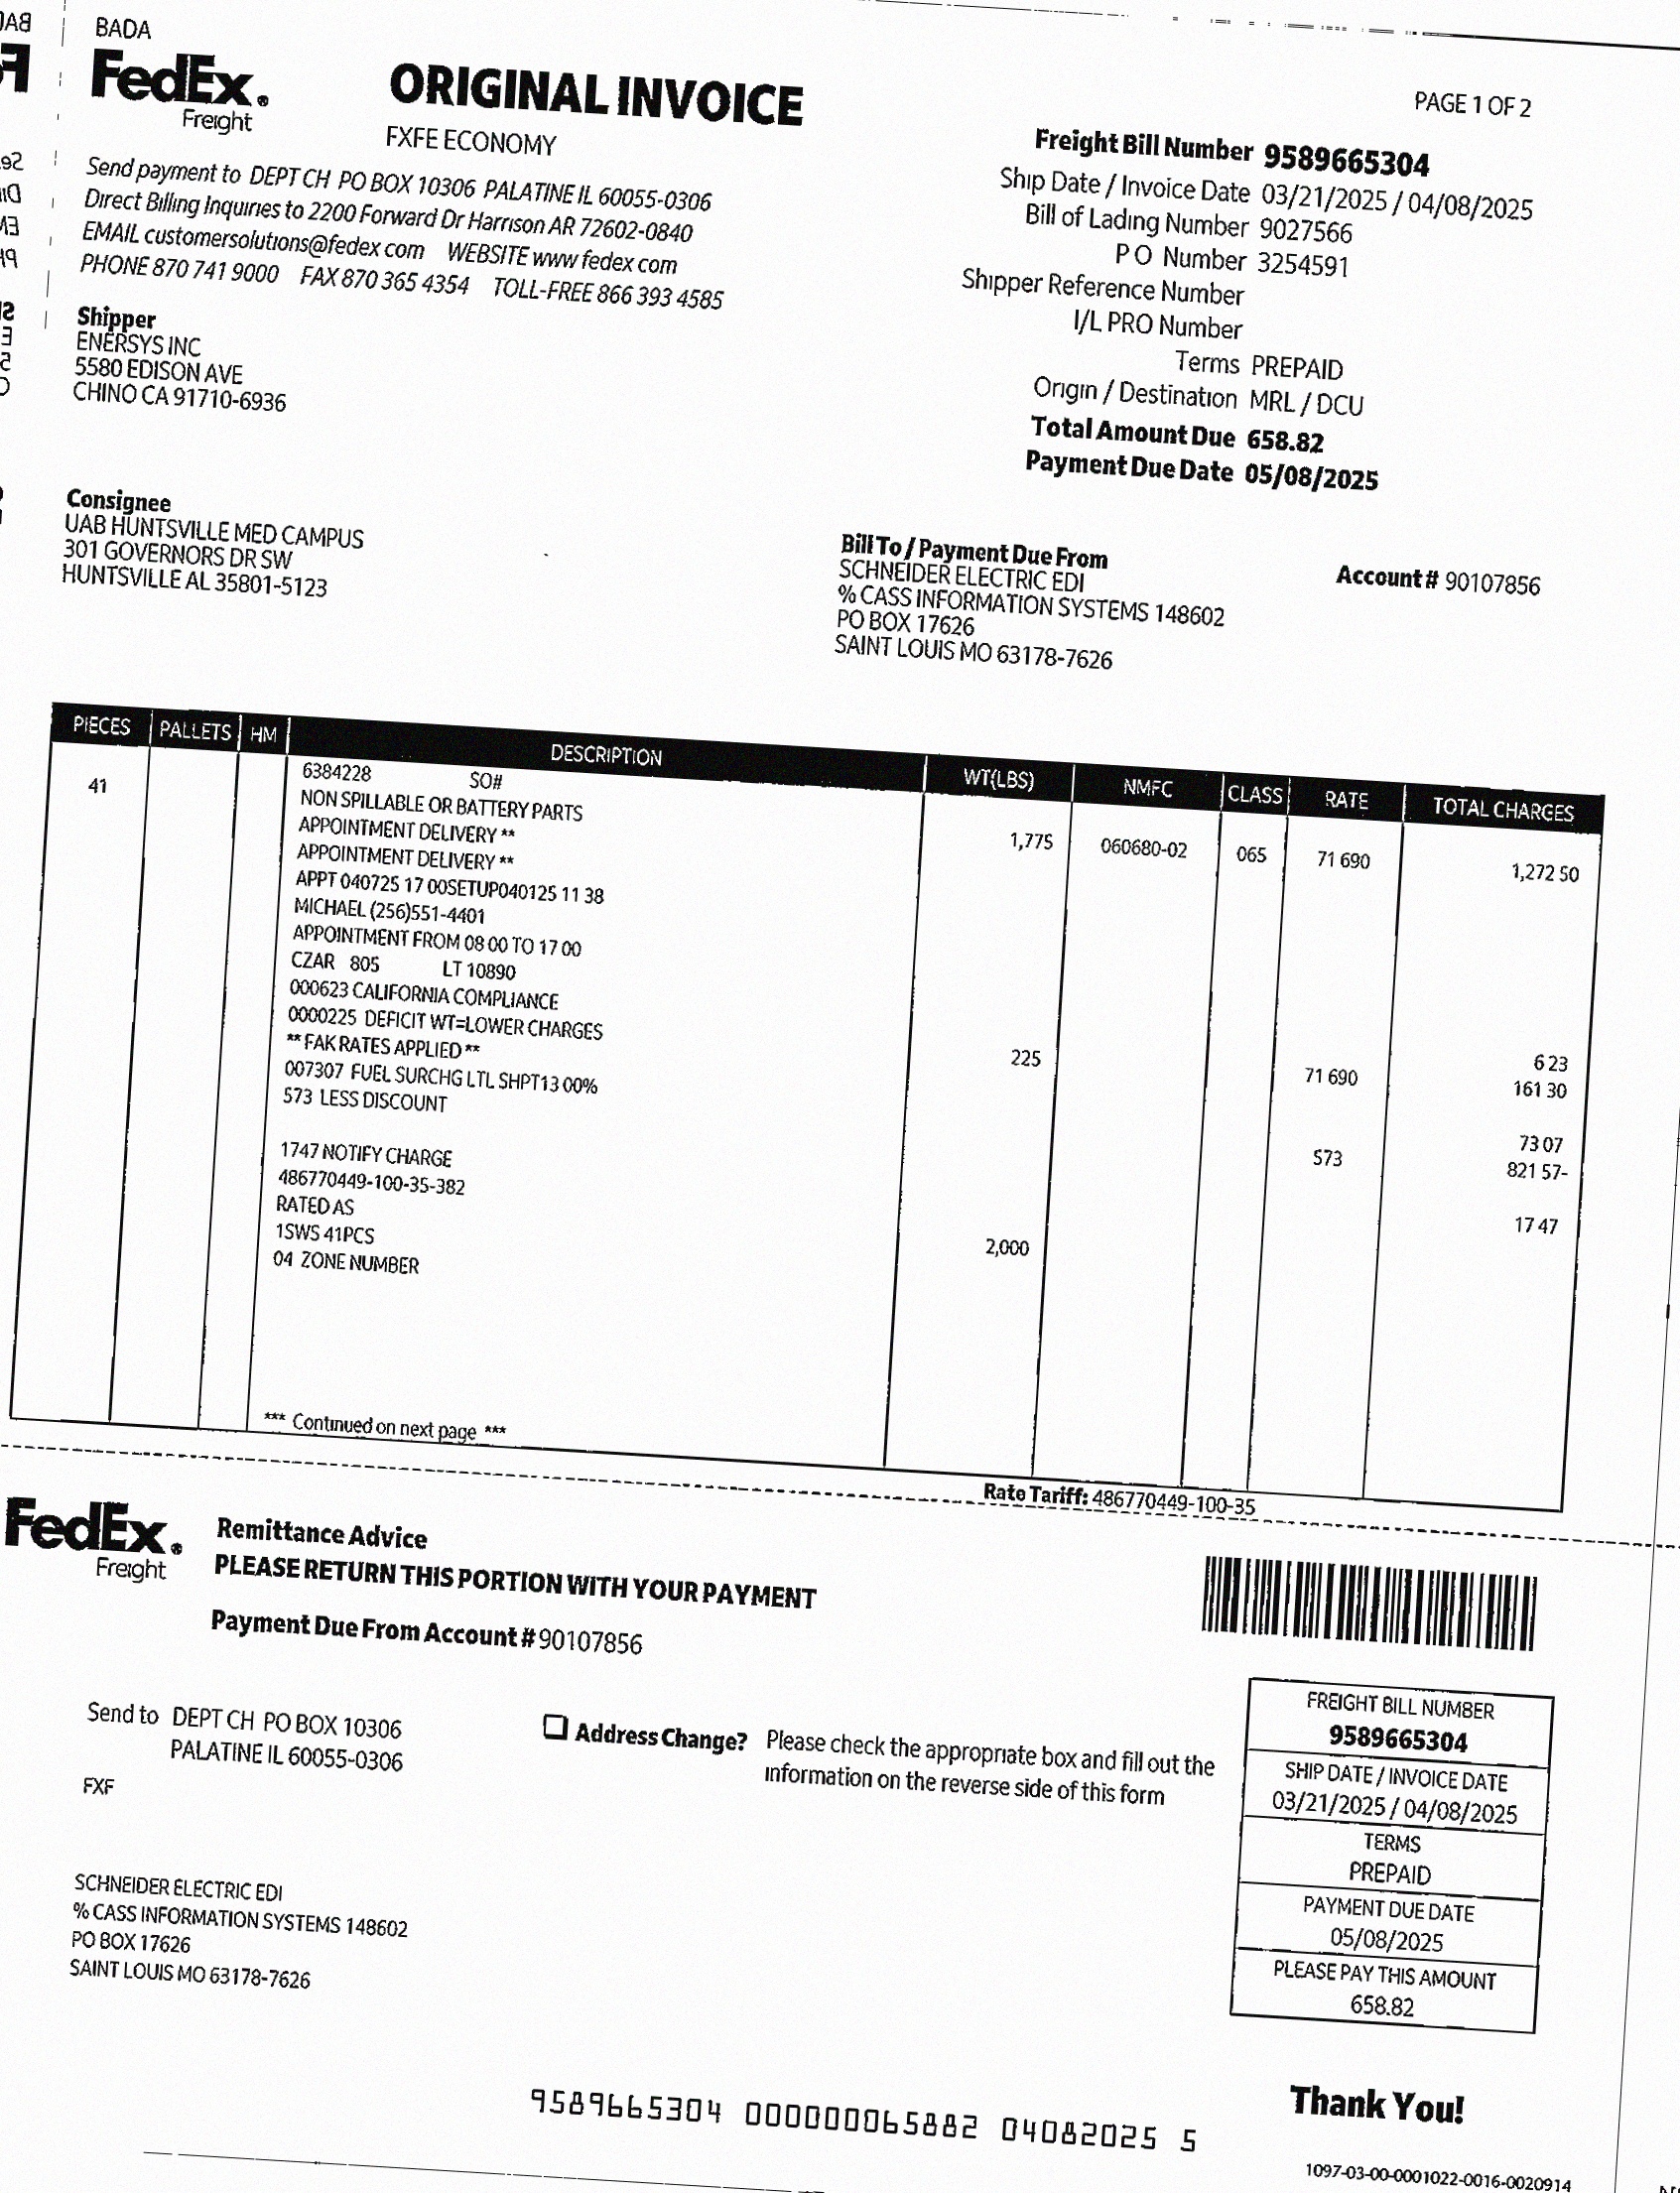 BADA
FedEx®
Freight
ORIGINAL INVOICE
FXFE ECONOMY
PAGE 1 OF 2
Send payment to DEPT CH PO BOX 10306 PALATINE IL 60055-0306
Direct Billing Inquiries to 2200 Forward Dr Harrison AR 72602-0840
EMAIL customersolutions@fedex com WEBSITE www fedex com
PHONE 870 741 9000 FAX 870 365 4354 TOLL-FREE 866 393 4585
Freight Bill Number 9589665304
Ship Date / Invoice Date 03/21/2025 / 04/08/2025
Bill of Lading Number 9027566
P O Number 3254591
Shipper Reference Number
I/L PRO Number
Terms PREPAID
Origin / Destination MRL / DCU
Total Amount Due 658.82
Payment Due Date 05/08/2025
Shipper
ENERSYS INC
5580 EDISON AVE
CHINO CA 91710-6936
Consignee
UAB HUNTSVILLE MED CAMPUS
301 GOVERNORS DR SW
HUNTSVILLE AL 35801-5123
Bill To / Payment Due From
SCHNEIDER ELECTRIC EDI
% CASS INFORMATION SYSTEMS 148602
PO BOX 17626
SAINT LOUIS MO 63178-7626
Account # 90107856
PIECES PALLETS HM DESCRIPTION WT(LBS) NMFC CLASS RATE TOTAL CHARGES
6384228 SO#
41 NON SPILLABLE OR BATTERY PARTS 1,775 060680-02 065 71 690 1,272 50
APPOINTMENT DELIVERY **
APPOINTMENT DELIVERY **
APPT 040725 17 00SETUP040125 11 38
MICHAEL (256)551-4401
APPOINTMENT FROM 08 00 TO 17 00
CZAR 805 LT 10890
000623 CALIFORNIA COMPLIANCE 6 23
0000225 DEFICIT WT=LOWER CHARGES 225 71 690 161 30
** FAK RATES APPLIED **
007307 FUEL SURCHG LTL SHPT13 00% 73 07
573 LESS DISCOUNT 573 821 57-
1747 NOTIFY CHARGE 17 47
486770449-100-35-382
RATED AS 2,000
1SWS 41PCS
04 ZONE NUMBER
*** Continued on next page ***
Rate Tariff: 486770449-100-35
FedEx®
Freight
Remittance Advice
PLEASE RETURN THIS PORTION WITH YOUR PAYMENT
Payment Due From Account # 90107856
Send to DEPT CH PO BOX 10306
PALATINE IL 60055-0306
FXF
Address Change? Please check the appropriate box and fill out the
information on the reverse side of this form
FREIGHT BILL NUMBER
9589665304
SHIP DATE / INVOICE DATE
03/21/2025 / 04/08/2025
TERMS
PREPAID
PAYMENT DUE DATE
05/08/2025
PLEASE PAY THIS AMOUNT
658.82
SCHNEIDER ELECTRIC EDI
% CASS INFORMATION SYSTEMS 148602
PO BOX 17626
SAINT LOUIS MO 63178-7626
9589665304 000000065882 04082025 5
Thank You!
1097-03-00-0001022-0016-0020914